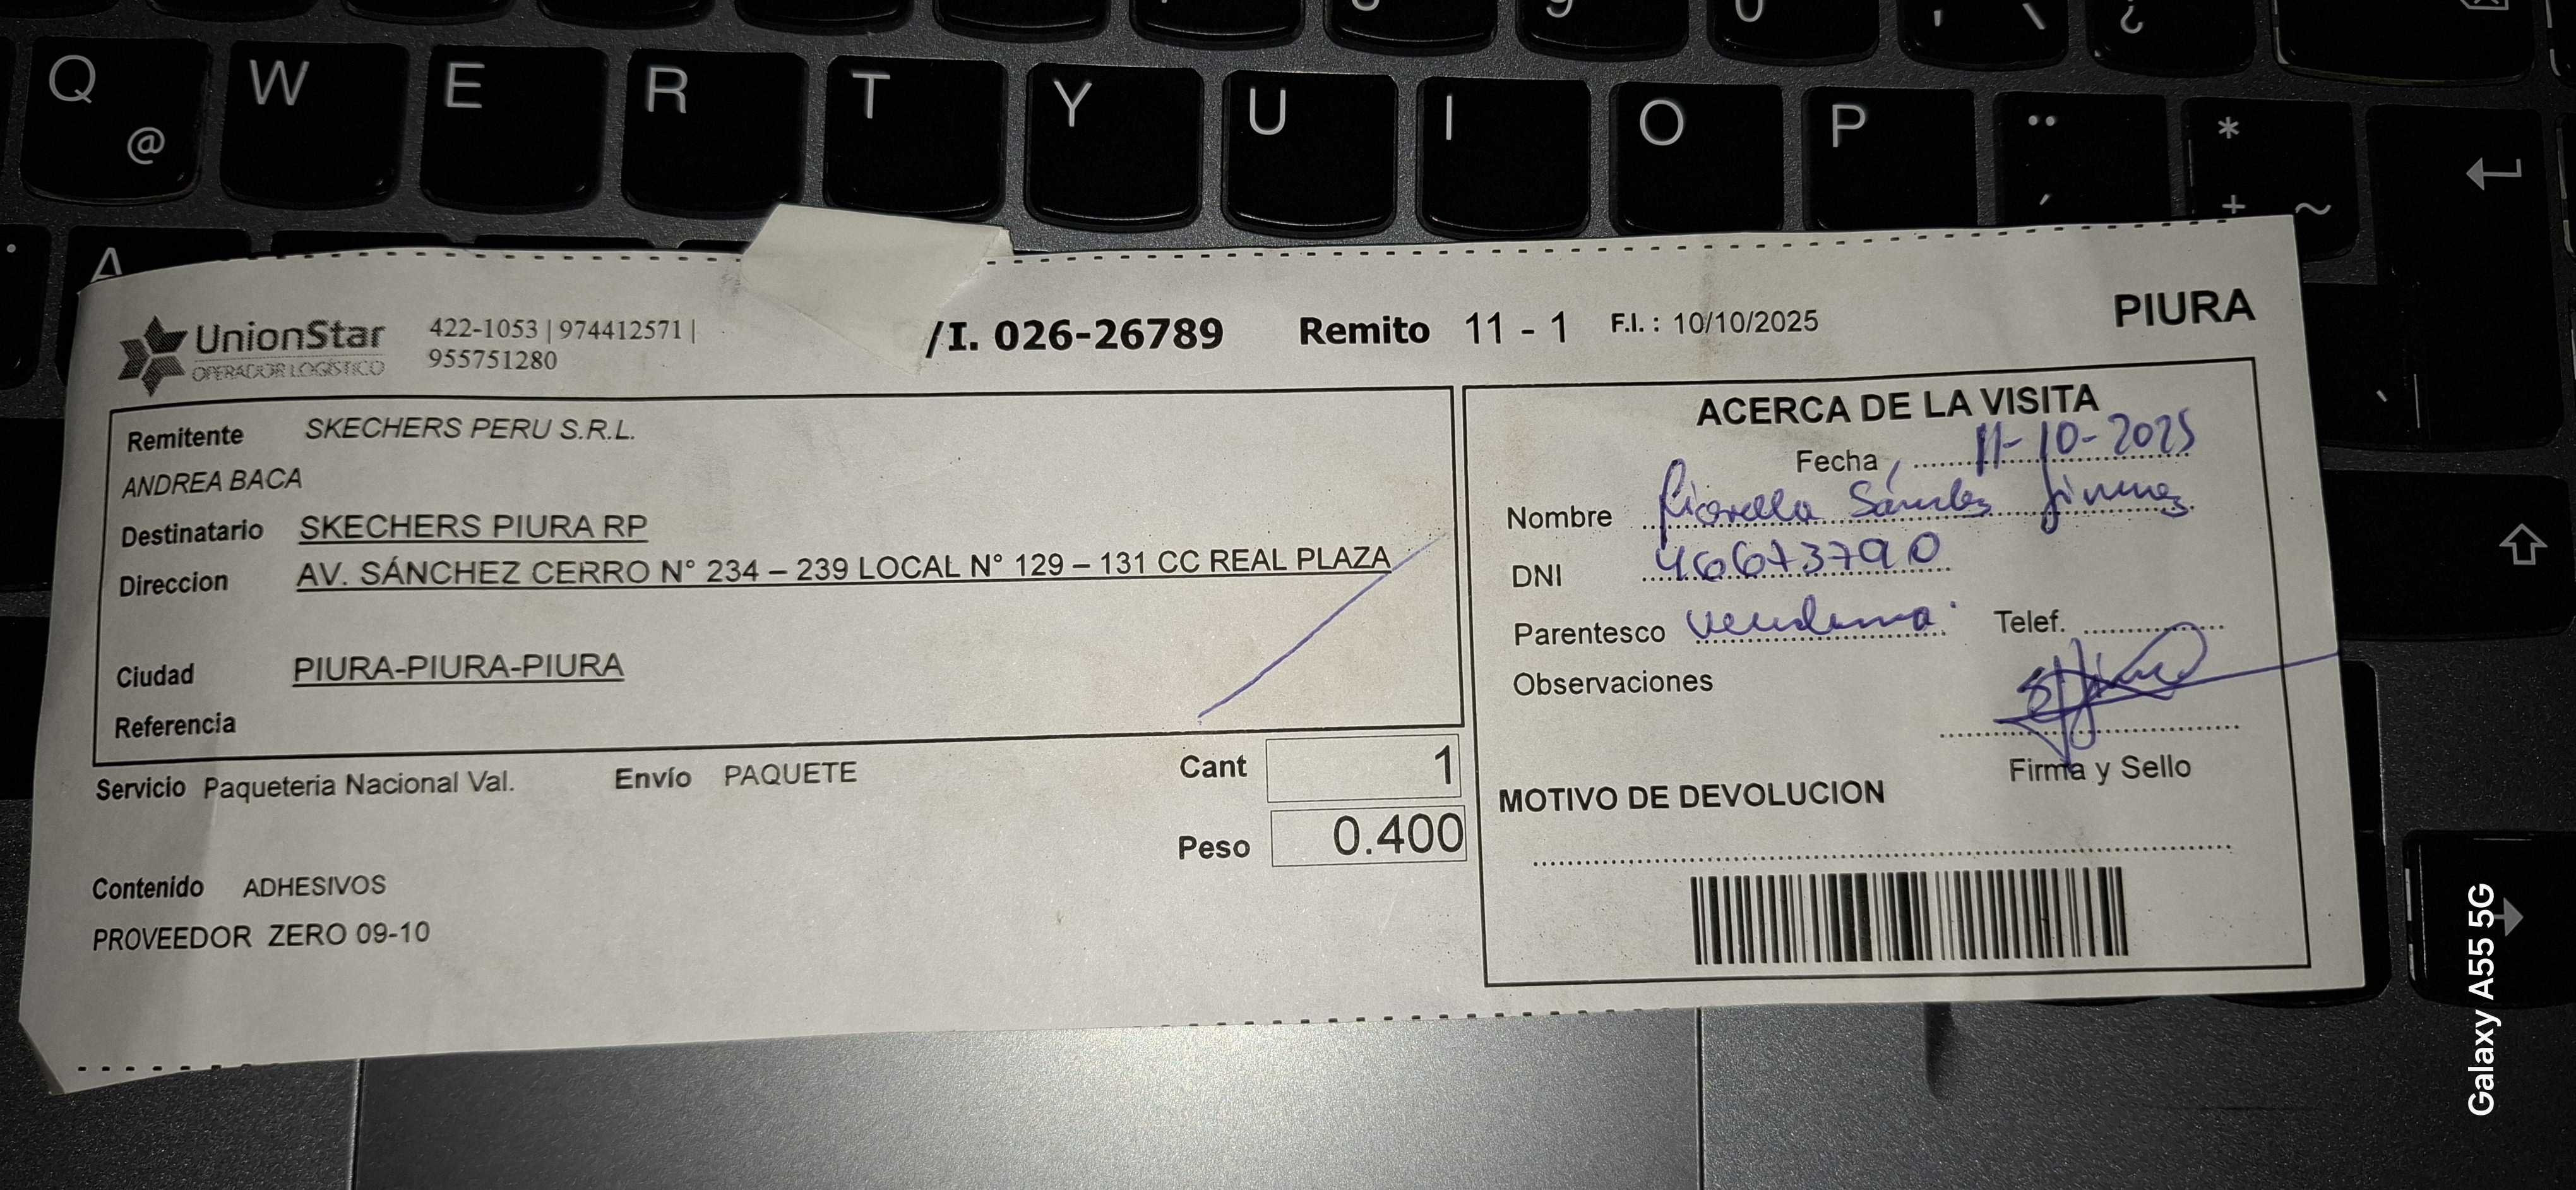 Q W E R T Y U I O P
@
A
UnionStar
OPERADOR LOGÍSTICO
422-1053 | 974412571 |
955751280
/I. 026-26789 Remito 11 - 1 F.I. : 10/10/2025
PIURA
Remitente SKECHERS PERU S.R.L.
ANDREA BACA
Destinatario SKECHERS PIURA RP
Direccion AV. SÁNCHEZ CERRO N° 234 – 239 LOCAL N° 129 – 131 CC REAL PLAZA
Ciudad PIURA-PIURA-PIURA
Referencia
Servicio Paqueteria Nacional Val. Envío PAQUETE
Cant 1
Peso 0.400
Contenido ADHESIVOS
PROVEEDOR ZERO 09-10
ACERCA DE LA VISITA
Fecha 11-10-2025
Nombre Fiorella Sánchez
DNI 46673790
Parentesco Telef.
Observaciones
Firma y Sello
MOTIVO DE DEVOLUCION
Galaxy A55 5G